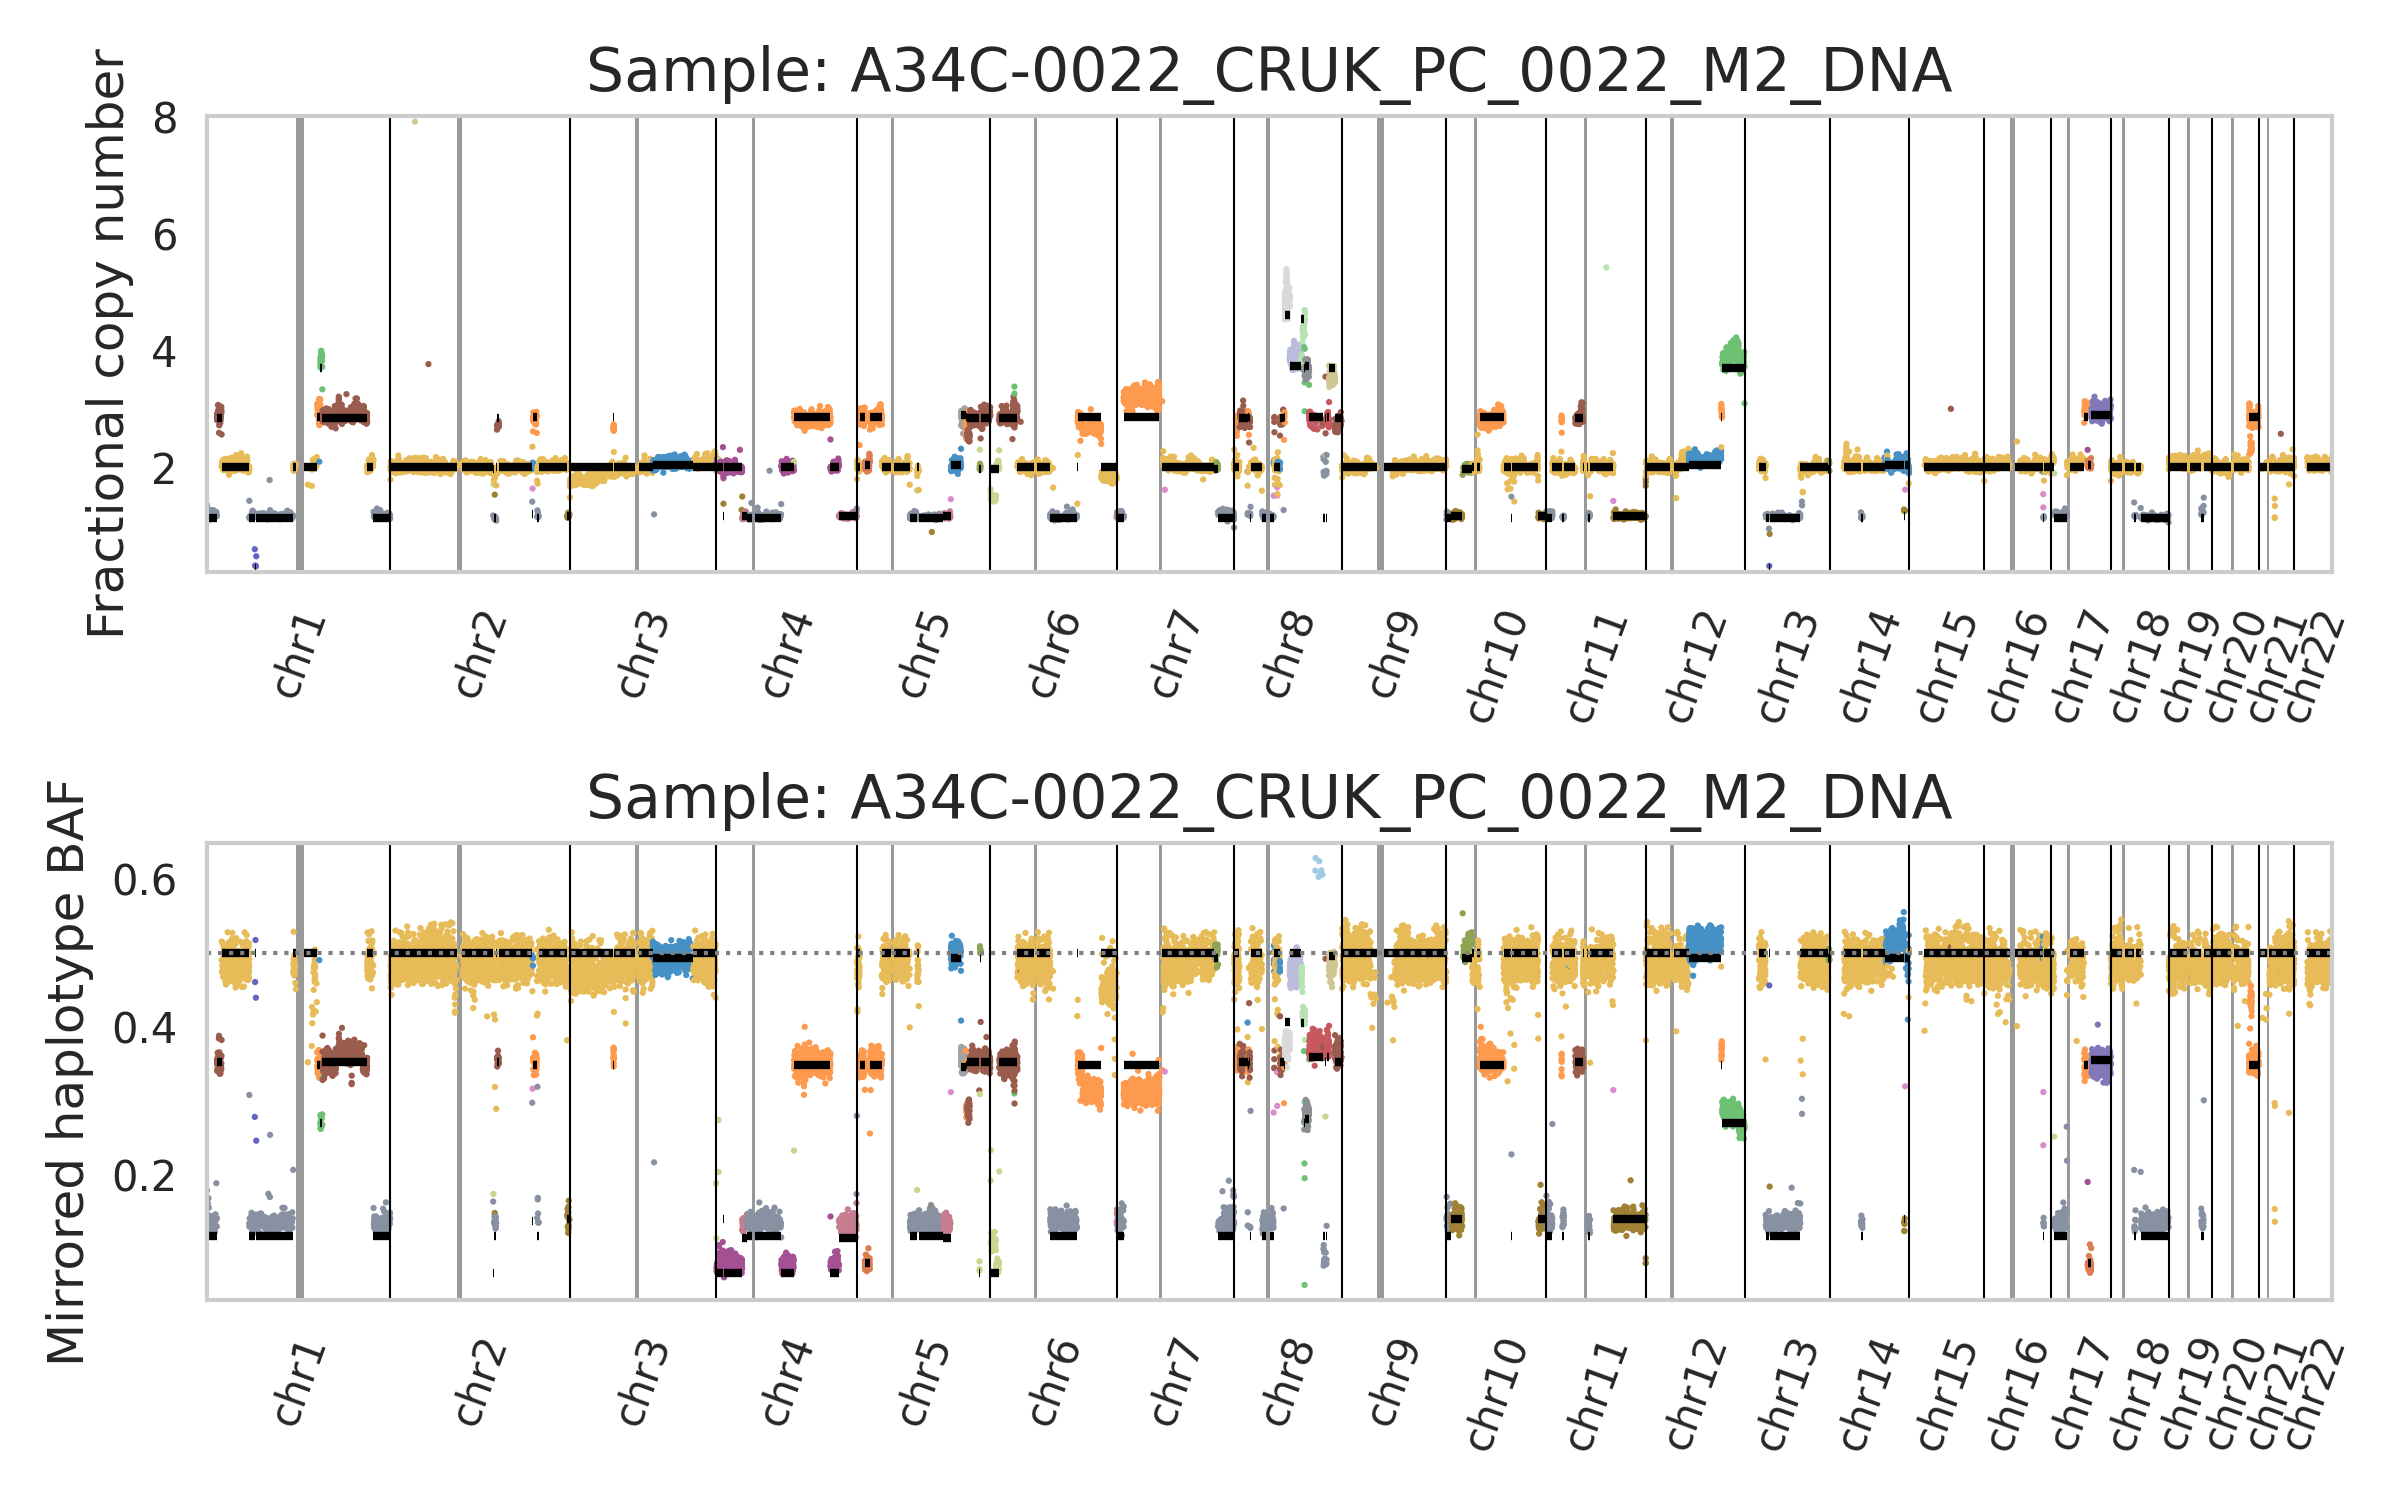 Sample: A34C-0022_CRUK_PC_0022_M2_DNA
Fractional copy number
8
6
4
2
chr1 chr2 chr3 chr4 chr5 chr6 chr7 chr8 chr9 chr10 chr11 chr12 chr13 chr14 chr15 chr16 chr17 chr18 chr19 chr20 chr21 chr22
Sample: A34C-0022_CRUK_PC_0022_M2_DNA
Mirrored haplotype BAF
0.6
0.4
0.2
chr1 chr2 chr3 chr4 chr5 chr6 chr7 chr8 chr9 chr10 chr11 chr12 chr13 chr14 chr15 chr16 chr17 chr18 chr19 chr20 chr21 chr22